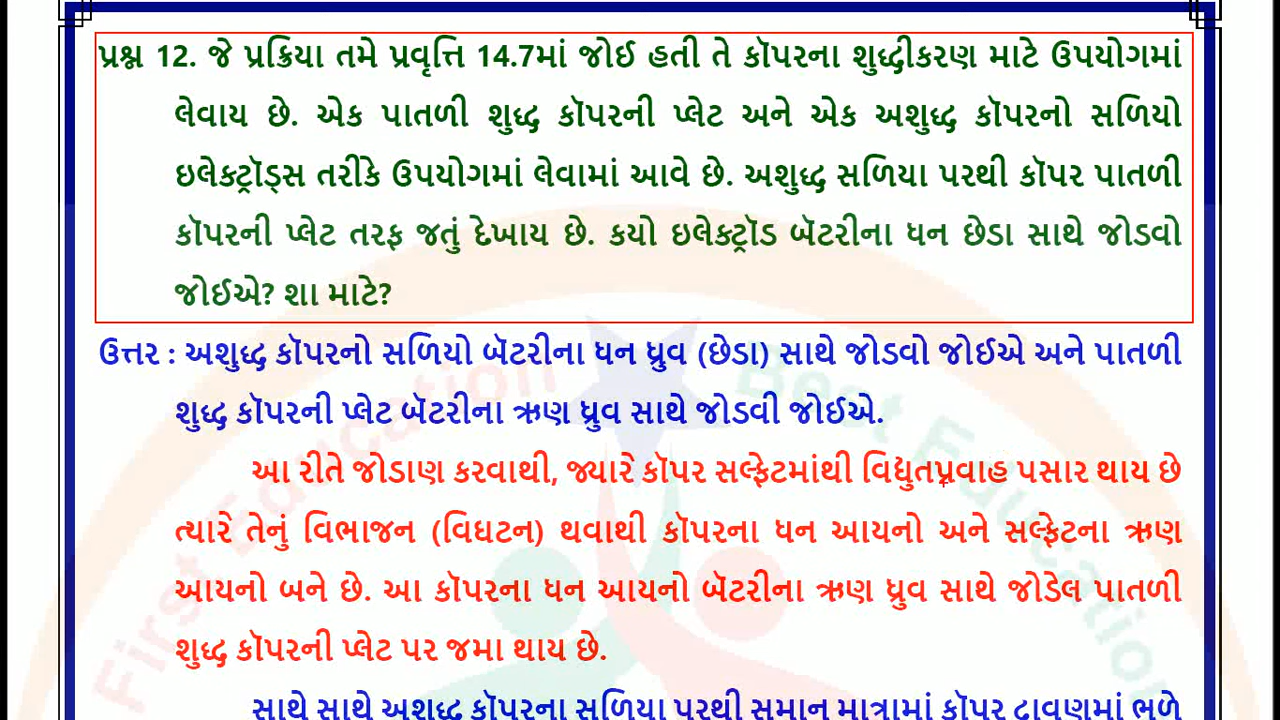 પ્રશ્ન 12. જે પ્રક્રિયા તમે પ્રવૃત્તિ 14.7માં જોઈ હતી તે કૉપરના શુદ્ધીકરણ માટે ઉપયોગમાં
લેવાય છે. એક પાતળી શુદ્ધ કૉપરની પ્લેટ અને એક અશુદ્ધ કૉપરનો સળિયો
ઇલેક્ટ્રૉડ્સ તરીકે ઉપયોગમાં લેવામાં આવે છે. અશુદ્ધ સળિયા પરથી કૉપર પાતળી
કૉપરની પ્લેટ તરફ જતું દેખાય છે. કયો ઇલેક્ટ્રૉડ બૅટરીના ધન છેડા સાથે જોડવો
જોઈએ? શા માટે?
ઉત્તર : અશુદ્ધ કૉપરનો સળિયો બૅટરીના ધન ધ્રુવ (છેડા) સાથે જોડવો જોઈએ અને પાતળી
શુદ્ધ કૉપરની પ્લેટ બૅટરીના ઋણ ધ્રુવ સાથે જોડવી જોઈએ.
આ રીતે જોડાણ કરવાથી, જ્યારે કૉપર સલ્ફેટમાંથી વિદ્યુતપ્રવાહ પસાર થાય છે
ત્યારે તેનું વિભાજન (વિઘટન) થવાથી કૉપરના ધન આયનો અને સલ્ફેટના ઋણ
આયનો બને છે. આ કૉપરના ધન આયનો બૅટરીના ઋણ ધ્રુવ સાથે જોડેલ પાતળી
શુદ્ધ કૉપરની પ્લેટ પર જમા થાય છે.
સાથે સાથે અશુદ્ધ કૉપરના સળિયા પરથી સમાન માત્રામાં કૉપર દ્રાવણમાં ભળે
First Education Best Education